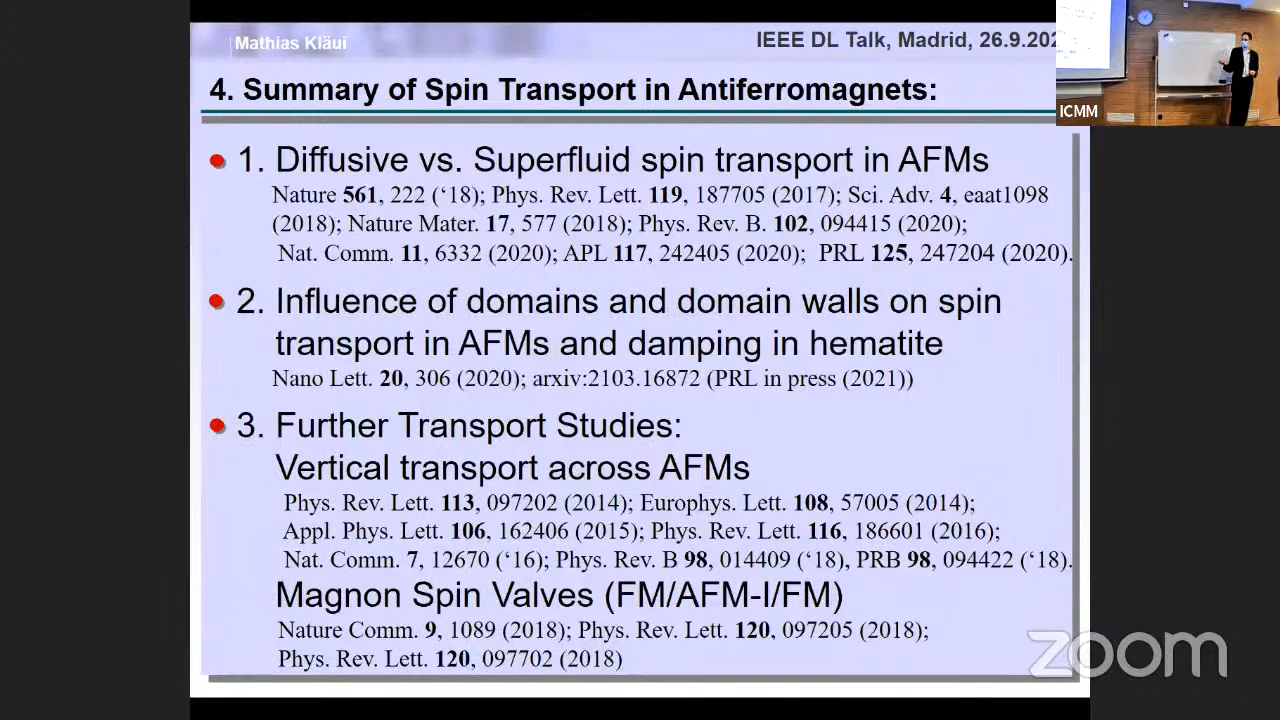 Mathias Kläui
IEEE DL Talk, Madrid, 26.9.202
ICMM
4. Summary of Spin Transport in Antiferromagnets:
1. Diffusive vs. Superfluid spin transport in AFMs
Nature 561, 222 (‘18); Phys. Rev. Lett. 119, 187705 (2017); Sci. Adv. 4, eaat1098
(2018); Nature Mater. 17, 577 (2018); Phys. Rev. B. 102, 094415 (2020);
Nat. Comm. 11, 6332 (2020); APL 117, 242405 (2020); PRL 125, 247204 (2020).
2. Influence of domains and domain walls on spin
transport in AFMs and damping in hematite
Nano Lett. 20, 306 (2020); arxiv:2103.16872 (PRL in press (2021))
3. Further Transport Studies:
Vertical transport across AFMs
Phys. Rev. Lett. 113, 097202 (2014); Europhys. Lett. 108, 57005 (2014);
Appl. Phys. Lett. 106, 162406 (2015); Phys. Rev. Lett. 116, 186601 (2016);
Nat. Comm. 7, 12670 (‘16); Phys. Rev. B 98, 014409 (‘18), PRB 98, 094422 (‘18).
Magnon Spin Valves (FM/AFM-I/FM)
Nature Comm. 9, 1089 (2018); Phys. Rev. Lett. 120, 097205 (2018);
Phys. Rev. Lett. 120, 097702 (2018)
zoom